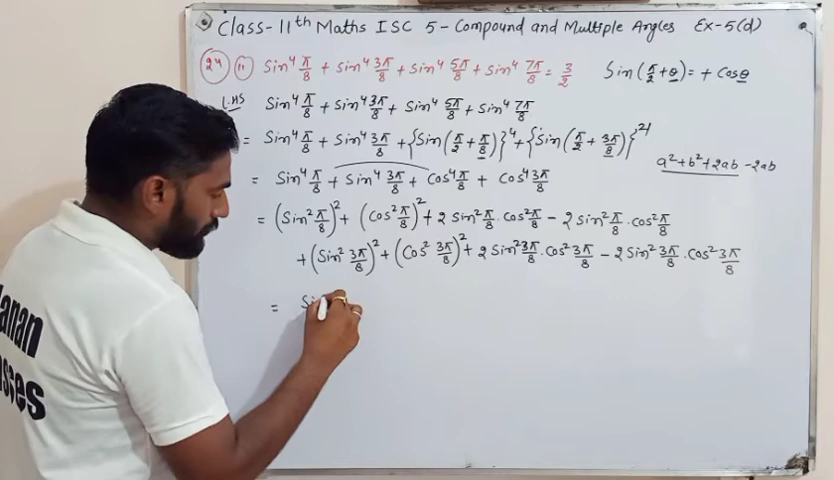 Class-11th Maths ISC 5-Compound and Multiple Angles Ex-5(d)
24 (ii) Sin⁴ π/8 + Sin⁴ 3π/8 + Sin⁴ 5π/8 + Sin⁴ 7π/8 = 3/2 Sin(π/2+θ) = + Cosθ
LHS Sin⁴ π/8 + Sin⁴ 3π/8 + Sin⁴ 5π/8 + Sin⁴ 7π/8
= Sin⁴ π/8 + Sin⁴ 3π/8 + {Sin(π/2+π/8)}⁴ + {Sin(π/2+3π/8)}⁴
a²+b²+2ab -2ab
= Sin⁴ π/8 + Sin⁴ 3π/8 + Cos⁴ π/8 + Cos⁴ 3π/8
= (Sin² π/8)² + (Cos² π/8)² + 2 Sin² π/8 . Cos² π/8 - 2 Sin² π/8 . Cos² π/8
+ (Sin² 3π/8)² + (Cos² 3π/8)² + 2 Sin² 3π/8 . Cos² 3π/8 - 2 Sin² 3π/8 . Cos² 3π/8
= Si